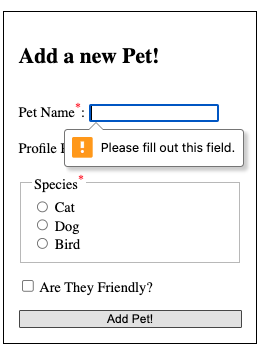 Add a new Pet!
Pet Name*:
! Please fill out this field.
Profile
Species*
Cat
Dog
Bird
Are They Friendly?
Add Pet!